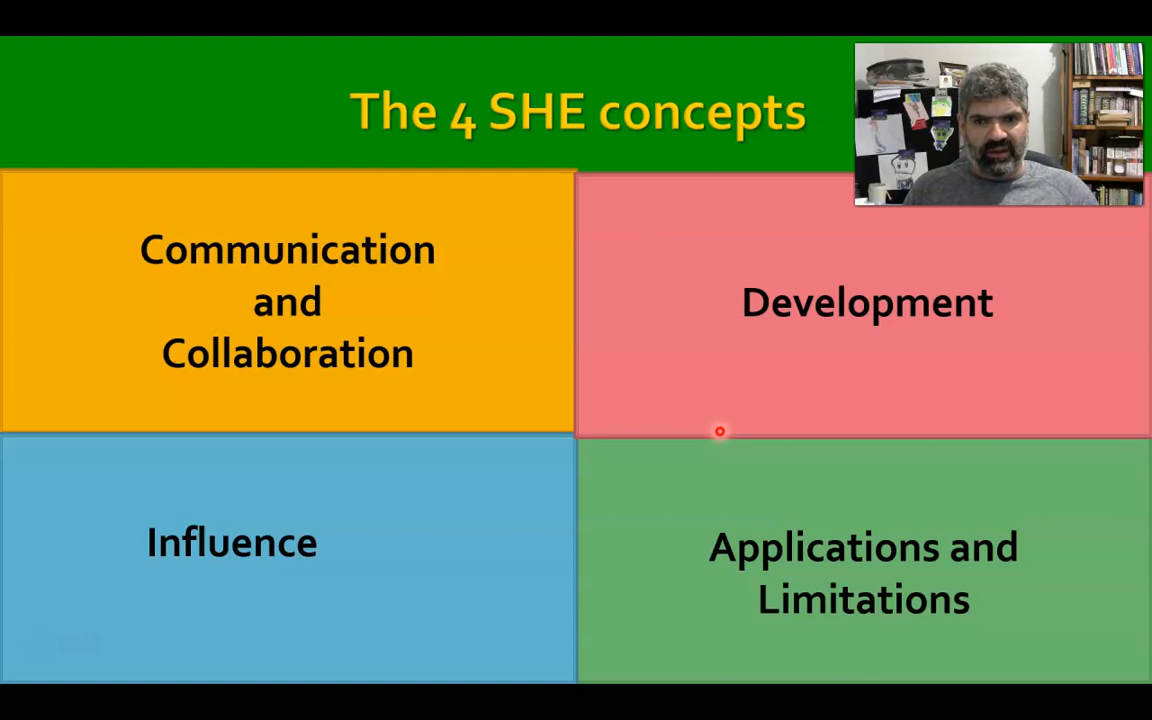 The 4 SHE concepts
Communication
and
Collaboration
Development
Influence
Applications and
Limitations